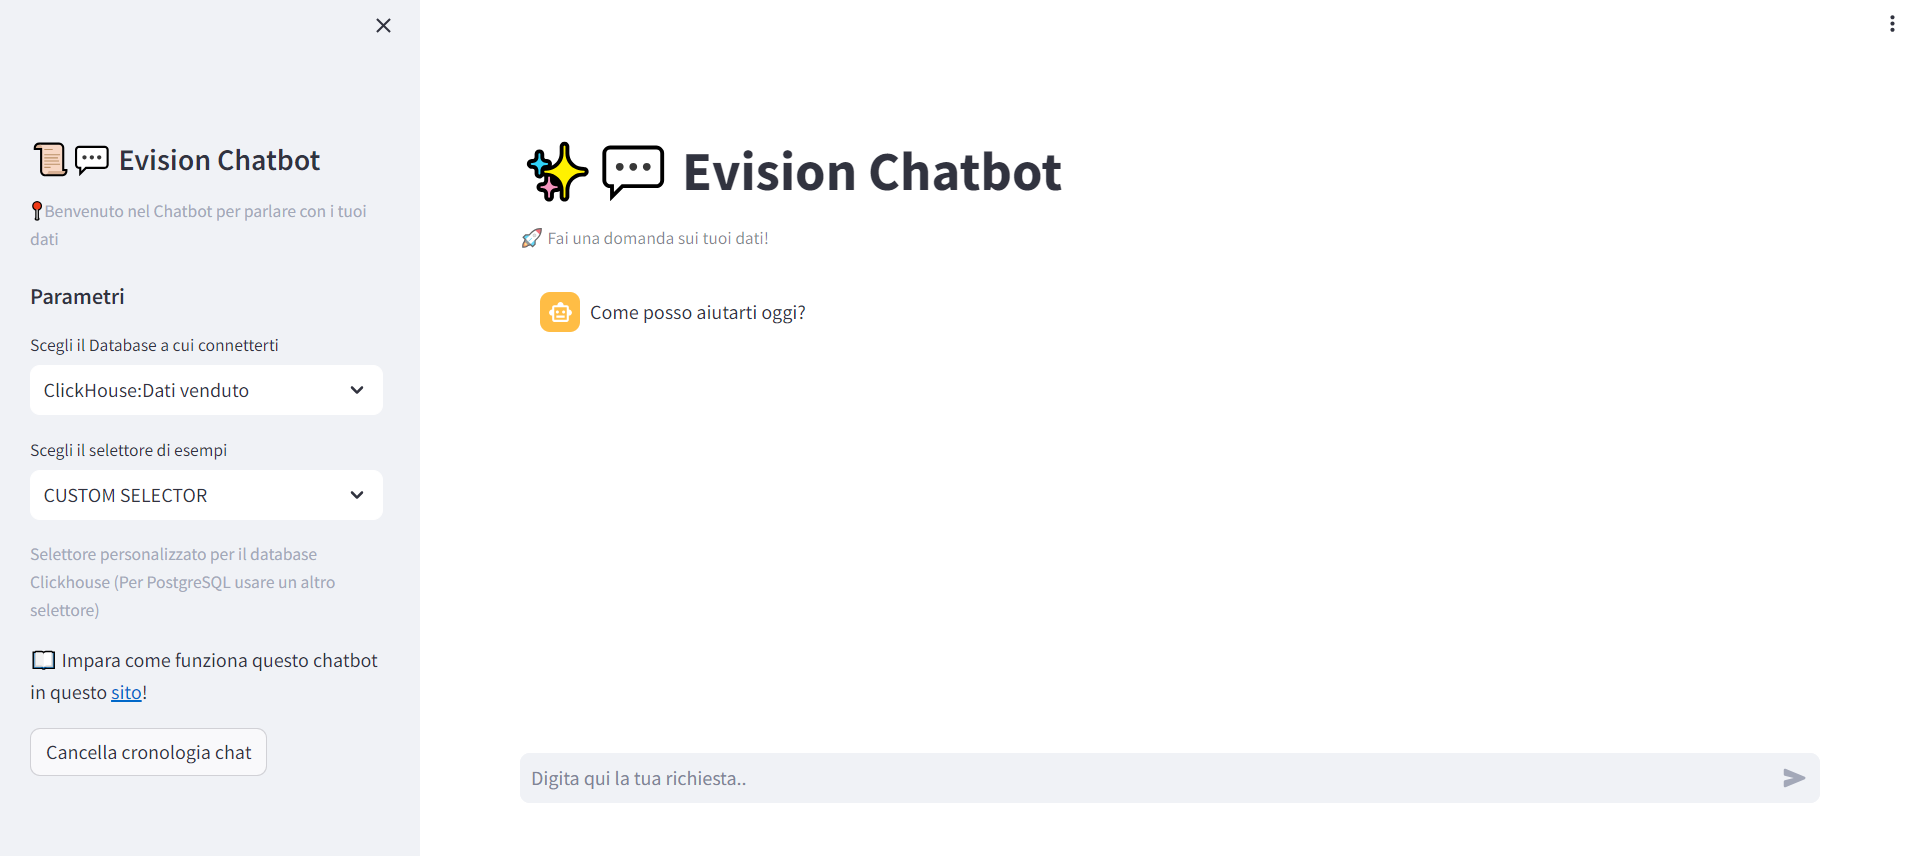 📜💬 Evision Chatbot
📍Benvenuto nel Chatbot per parlare con i tuoi
dati
Parametri
Scegli il Database a cui connetterti
ClickHouse:Dati venduto
Scegli il selettore di esempi
CUSTOM SELECTOR
Selettore personalizzato per il database
Clickhouse (Per PostgreSQL usare un altro
selettore)
📖 Impara come funziona questo chatbot
in questo sito!
Cancella cronologia chat
✨💬 Evision Chatbot
🚀 Fai una domanda sui tuoi dati!
Come posso aiutarti oggi?
Digita qui la tua richiesta..